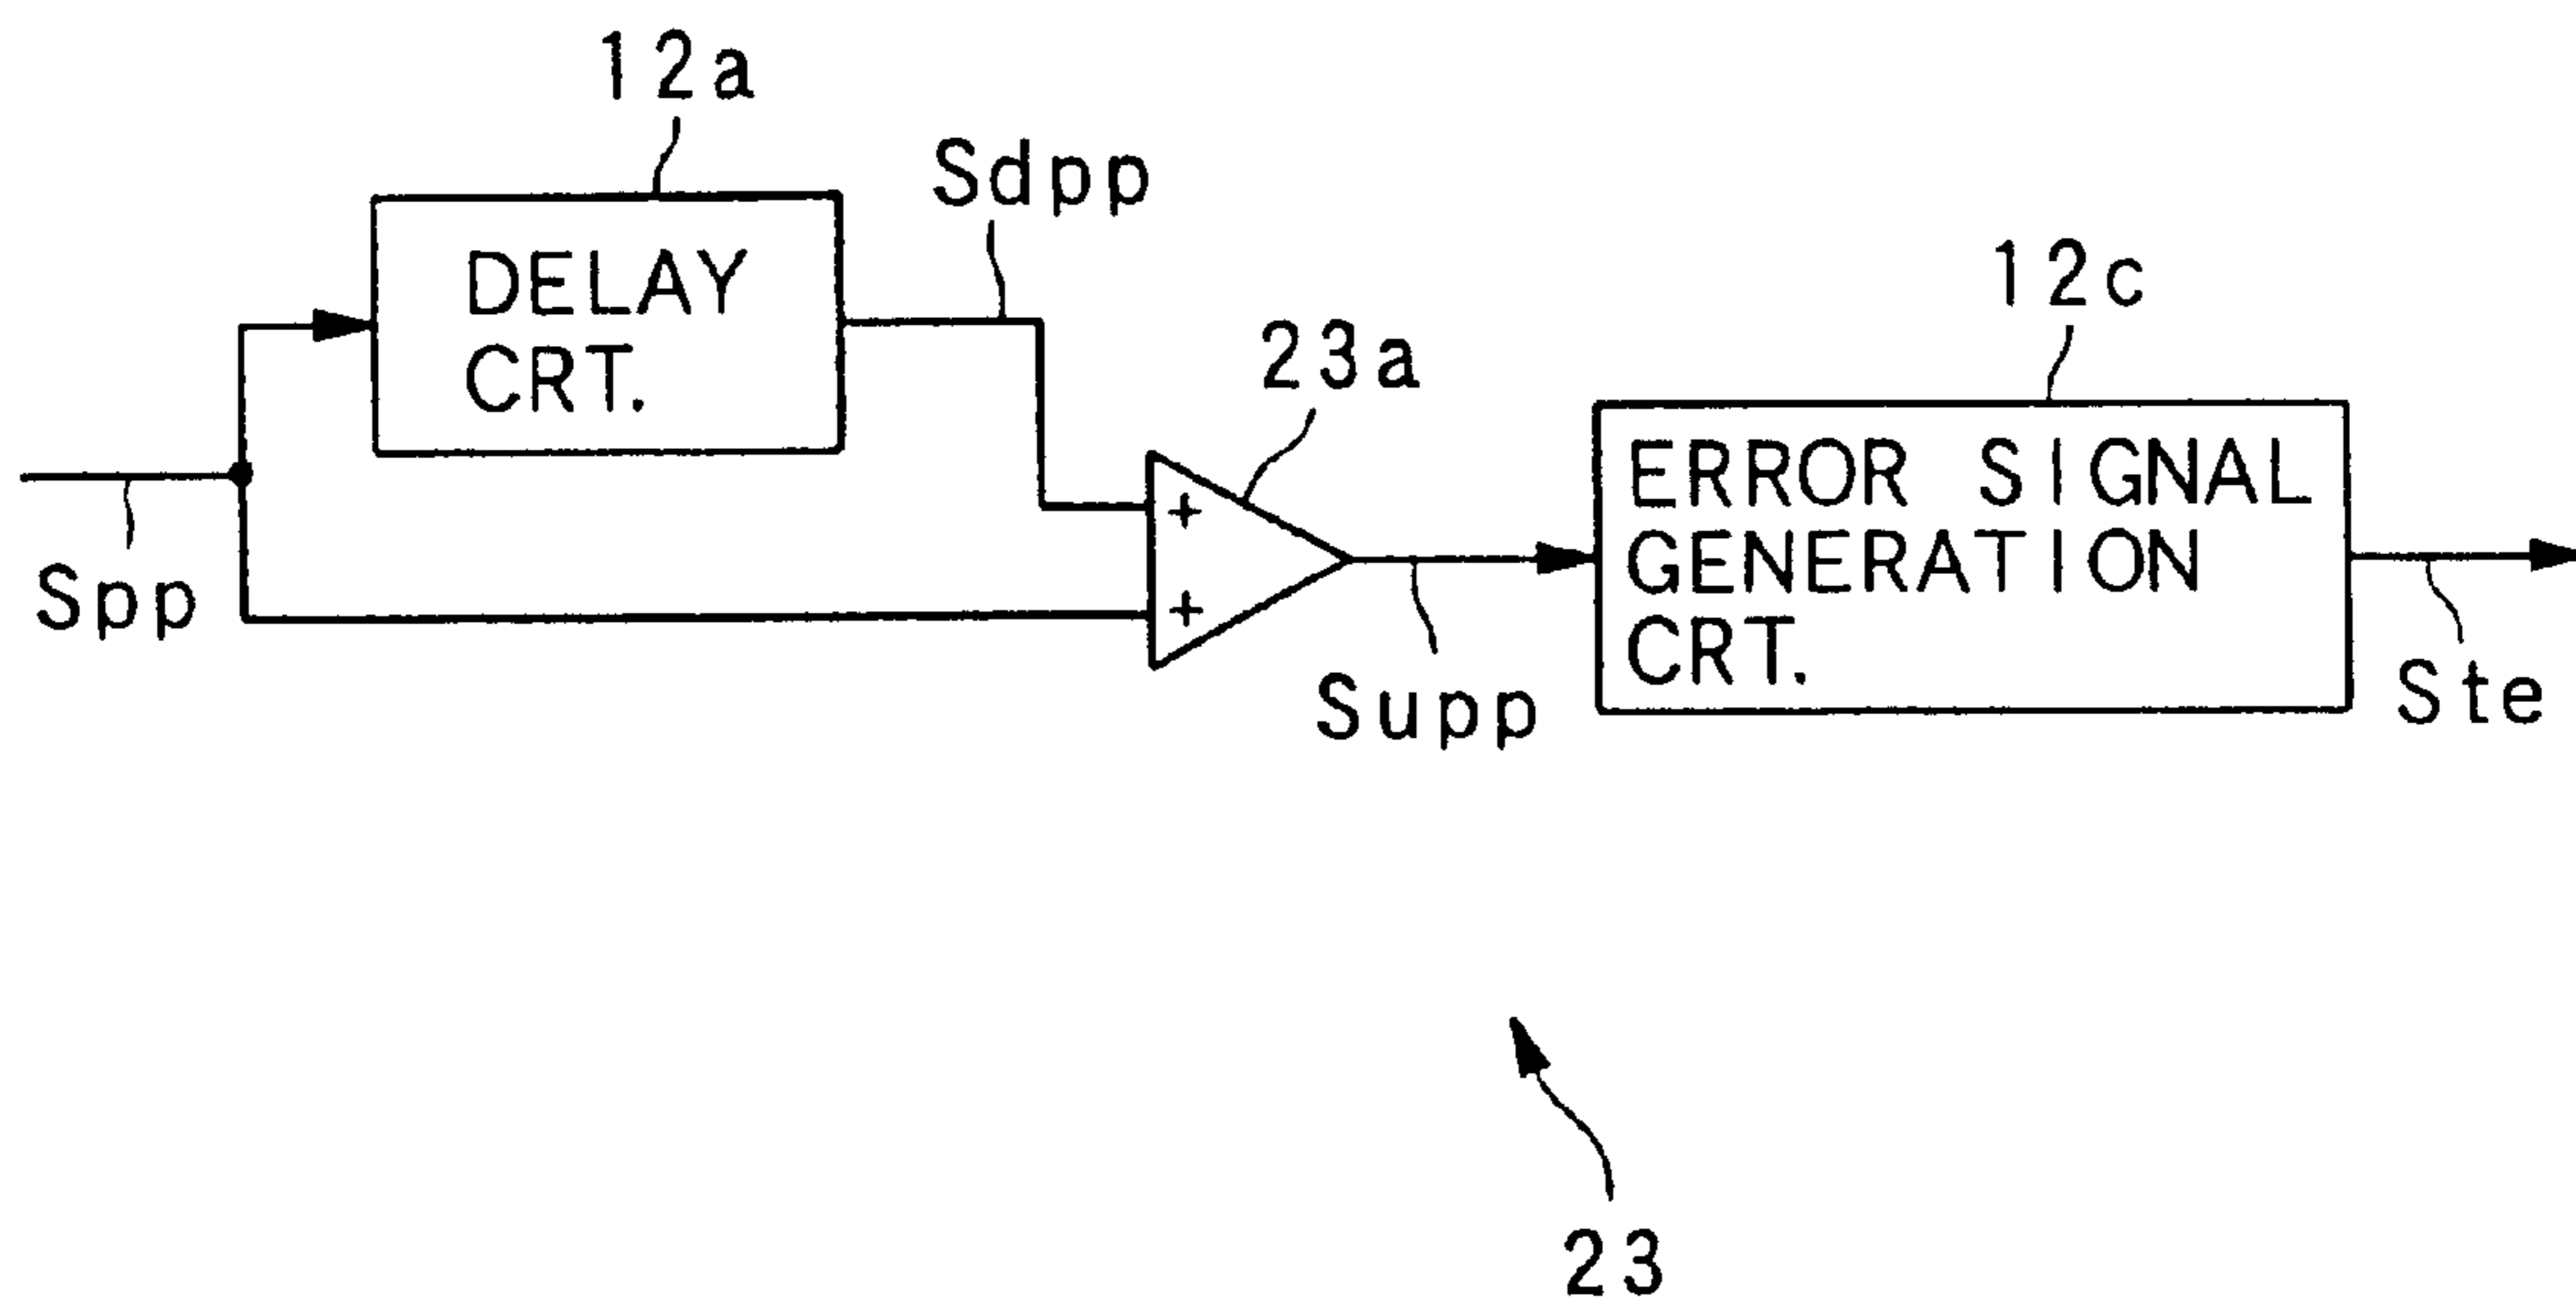 12a
Sdpp
DELAY
CRT.
12c
23a
+
+
ERROR SIGNAL
GENERATION
CRT.
Spp
Supp
Ste
23